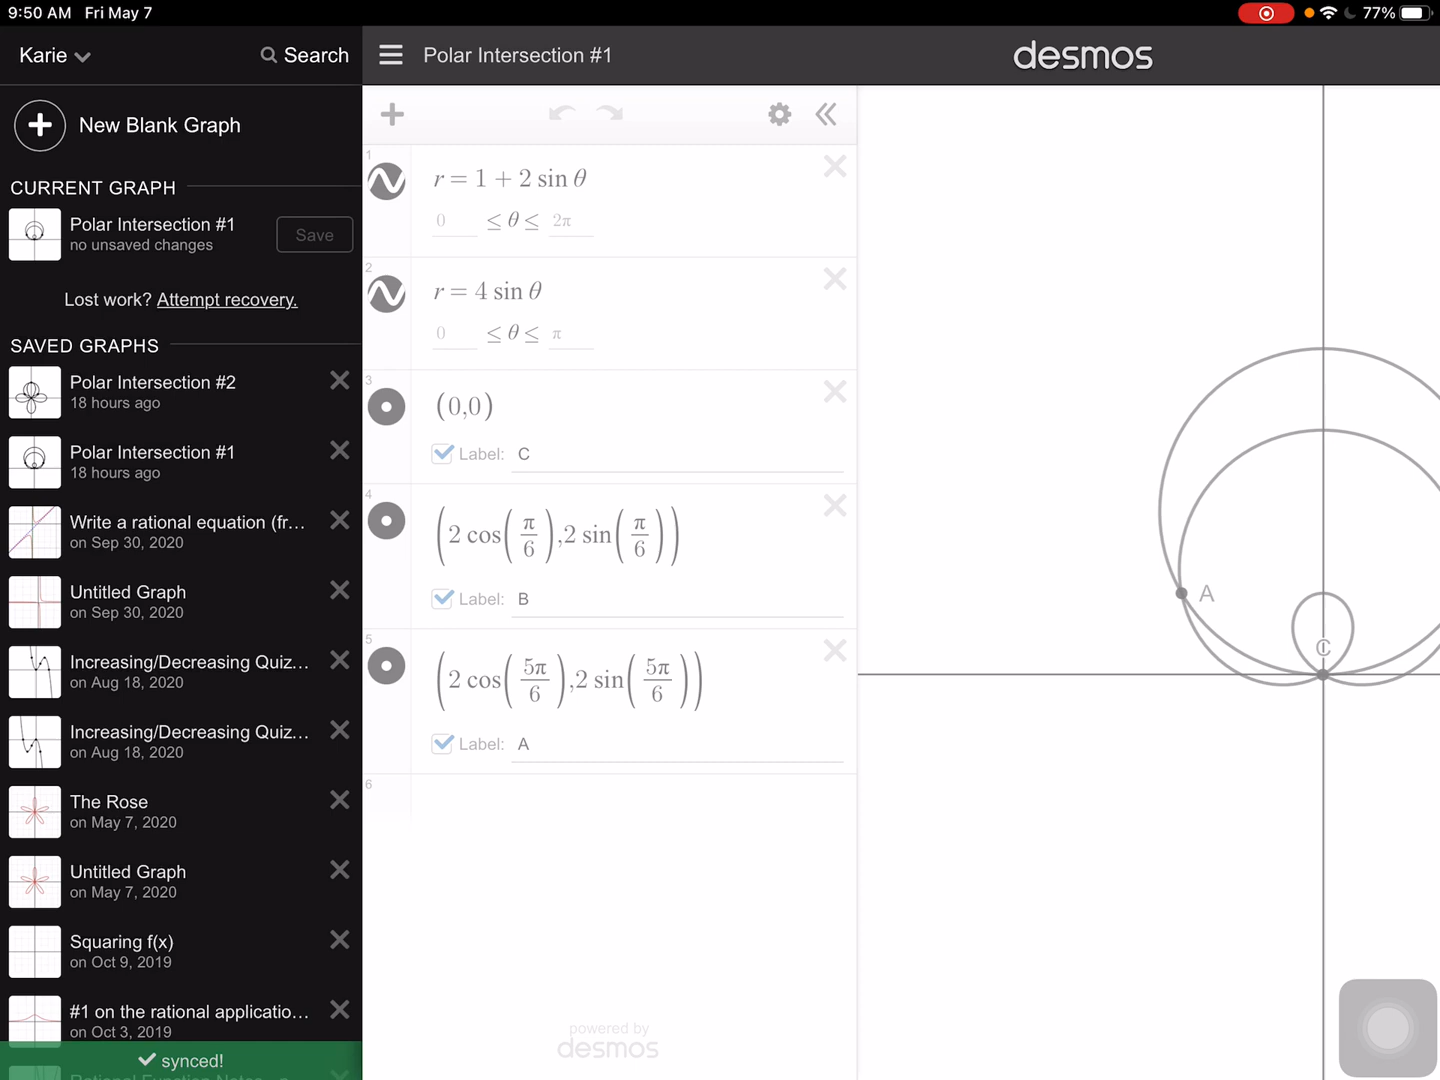 9:50 AM Fri May 7
77%
Karie
Search
Polar Intersection #1
desmos
New Blank Graph
CURRENT GRAPH
Polar Intersection #1
no unsaved changes
Save
Lost work? Attempt recovery.
SAVED GRAPHS
Polar Intersection #2
18 hours ago
Polar Intersection #1
18 hours ago
Write a rational equation (fr...
on Sep 30, 2020
Untitled Graph
on Sep 30, 2020
Increasing/Decreasing Quiz...
on Aug 18, 2020
Increasing/Decreasing Quiz...
on Aug 18, 2020
The Rose
on May 7, 2020
Untitled Graph
on May 7, 2020
Squaring f(x)
on Oct 9, 2019
#1 on the rational applicatio...
on Oct 3, 2019
synced!
1
r = 1 + 2 sin θ
0 ≤ θ ≤ 2π
2
r = 4 sin θ
0 ≤ θ ≤ π
3
(0,0)
Label: C
4
(2 cos(π/6),2 sin(π/6))
Label: B
5
(2 cos(5π/6),2 sin(5π/6))
Label: A
6
powered by
desmos
A
C